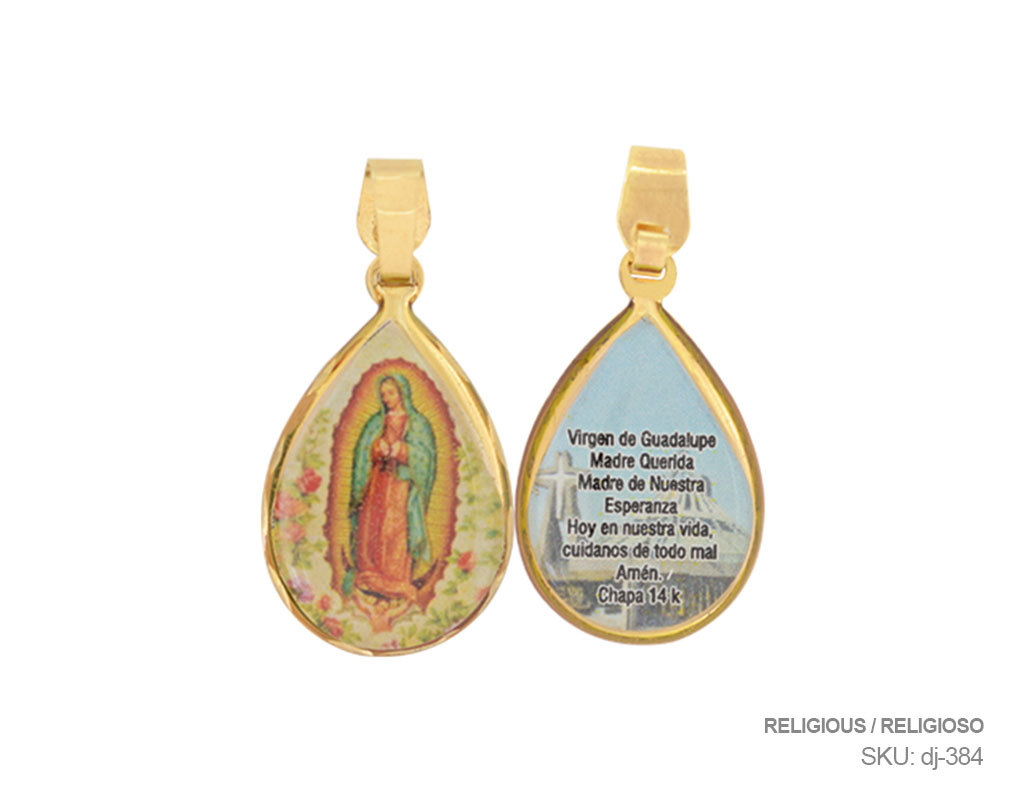 Virgen de Guadalupe
Madre Querida
Madre de Nuestra
Esperanza
Hoy en nuestra vida,
cuidanos de todo mal
Amén.
Chapa 14 k
RELIGIOUS / RELIGIOSO
SKU: dj-384